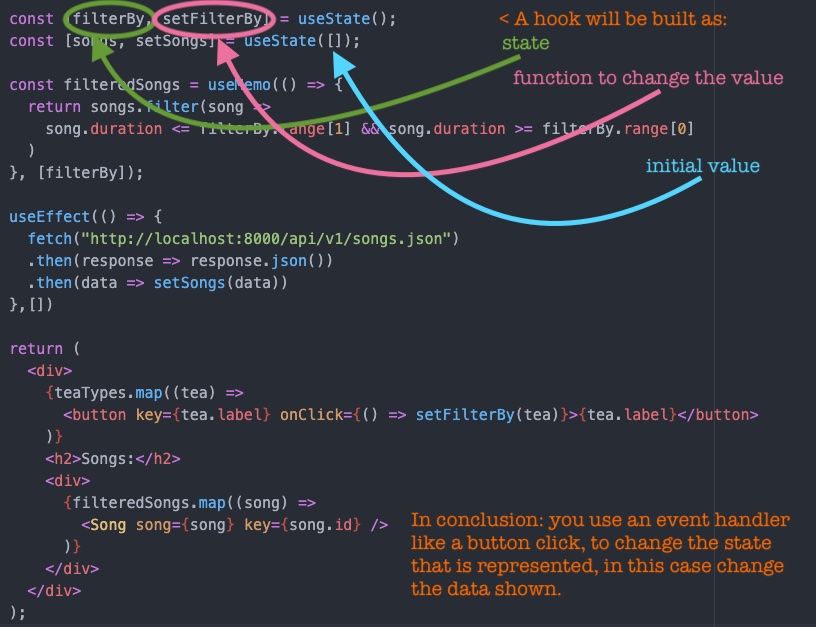 const [filterBy, setFilterBy] = useState();
< A hook will be built as:
const [songs, setSongs] = useState([]);
state
function to change the value
const filteredSongs = useMemo(() => {
return songs.filter(song =>
song.duration <= filterBy.range[1] && song.duration >= filterBy.range[0]
)
initial value
}, [filterBy]);
useEffect(() => {
fetch("http://localhost:8000/api/v1/songs.json")
.then(response => response.json())
.then(data => setSongs(data))
},[])
return (
<div>
{teaTypes.map((tea) =>
<button key={tea.label} onClick={() => setFilterBy(tea)}>{tea.label}</button>
)}
<h2>Songs:</h2>
<div>
{filteredSongs.map((song) =>
<Song song={song} key={song.id} />
)}
</div>
</div>
);
In conclusion: you use an event handler
like a button click, to change the state
that is represented, in this case change
the data shown.